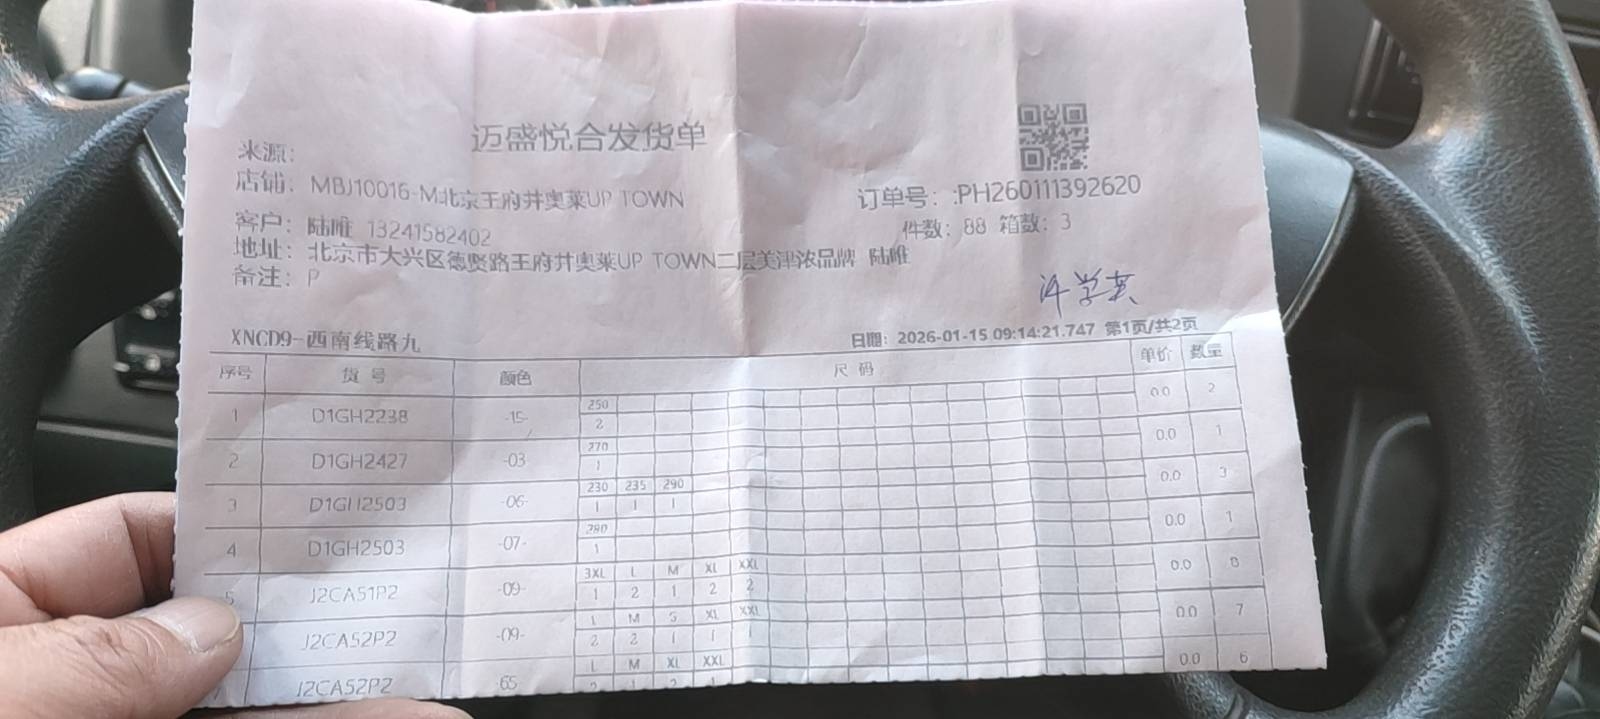 迈盛悦合发货单
来源：
店铺：MBJ10016-M北京王府井奥莱UP TOWN
订单号：:PH260111392620
客户：陆唯 13241582402
件数：88 箱数：3
地址：北京市大兴区德贤路王府井奥莱UP TOWN二层美津浓品牌 陆唯
备注：P
XNCD9-西南线路九
日期：2026-01-15 09:14:21.747 第1页/共2页
序号 货号 颜色 尺码 单价 数量
250
1 D1GH2238 -15- 0.0 2
2
270
2 D1GH2427 -03 0.0 1
1
230 235 290
3 D1GH2503 -06- 0.0 3
1 1 1
280
4 D1GH2503 -07- 0.0 1
1
3XL L M XL XXL
5 J2CA51P2 -09- 0.0 8
1 2 1 2 2
L M S XL XXL
J2CA52P2 -09- 0.0 7
2 2 1 1 1
L M XL XXL
7 J2CA52P2 65 0.0 6
2 1 2 1